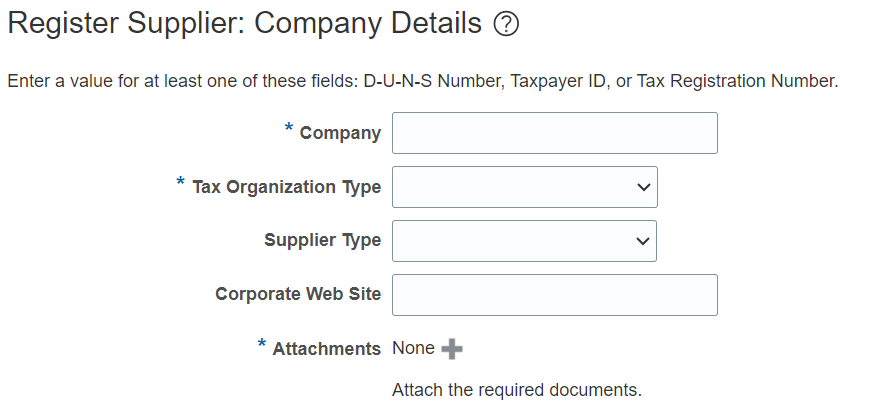 Register Supplier: Company Details ?
Enter a value for at least one of these fields: D-U-N-S Number, Taxpayer ID, or Tax Registration Number.
* Company
* Tax Organization Type
Supplier Type
Corporate Web Site
* Attachments None
Attach the required documents.